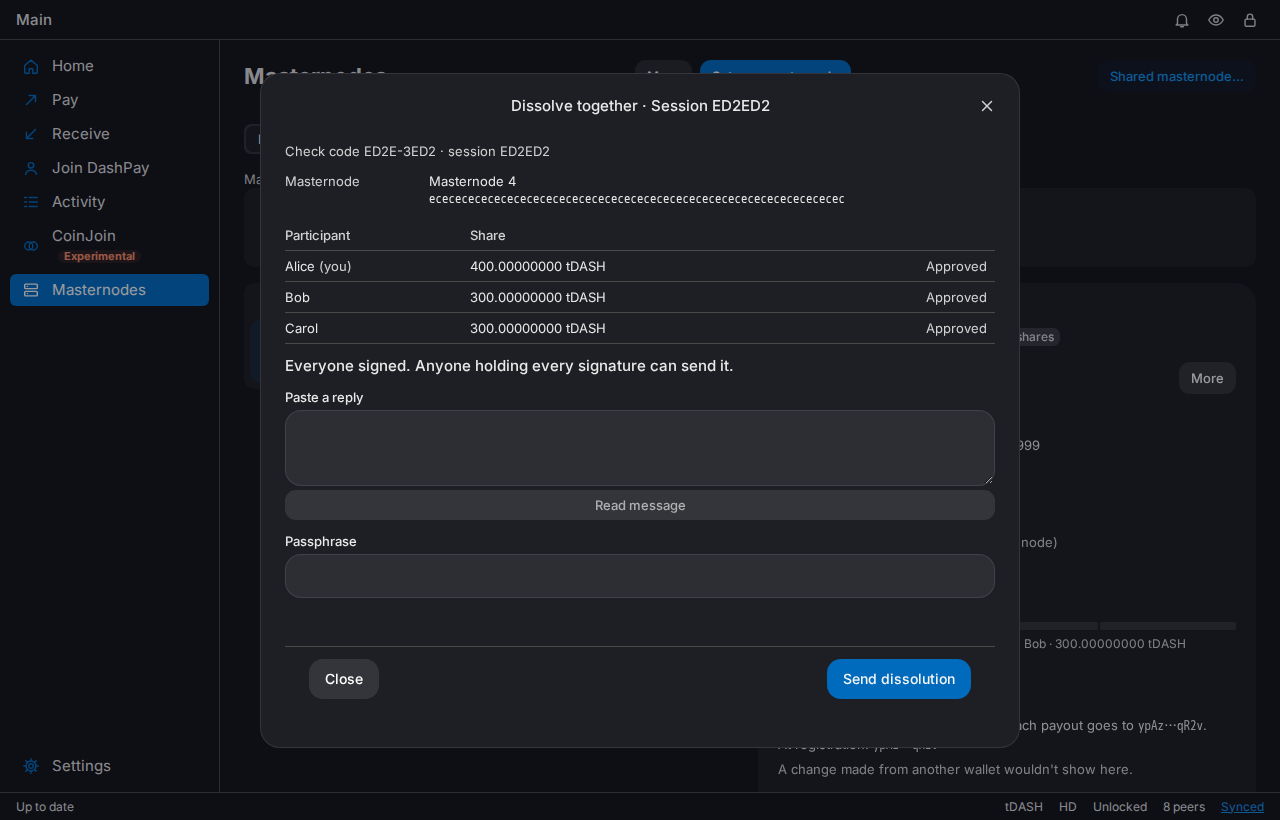 Main
Home
Pay
Receive
Join DashPay
Activity
CoinJoin
Experimental
Masternodes
Settings
Masternodes
Shared masternode...
Dissolve together · Session ED2ED2
Check code ED2E-3ED2 · session ED2ED2
Masternode
Masternode 4
ecececececececececececececececececececececececececececececececec
Participant Share
Alice (you) 400.00000000 tDASH Approved
Bob 300.00000000 tDASH Approved
Carol 300.00000000 tDASH Approved
Everyone signed. Anyone holding every signature can send it.
Paste a reply
Read message
Passphrase
Close
Send dissolution
shares
More
999
node)
Bob · 300.00000000 tDASH
ach payout goes to ypAz…qR2v.
A change made from another wallet wouldn't show here.
Up to date
tDASH HD Unlocked 8 peers Synced